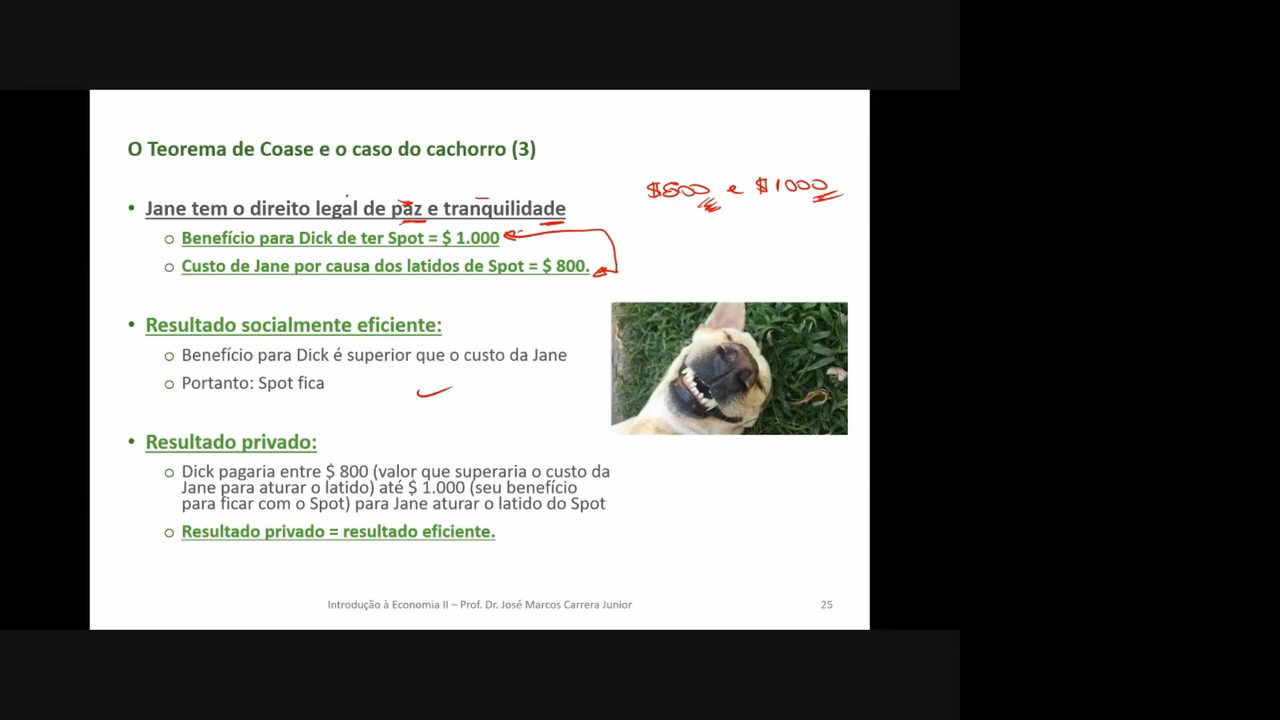 O Teorema de Coase e o caso do cachorro (3)
$800 e $1000
• Jane tem o direito legal de paz e tranquilidade
o Benefício para Dick de ter Spot = $ 1.000
o Custo de Jane por causa dos latidos de Spot = $ 800.
• Resultado socialmente eficiente:
o Benefício para Dick é superior que o custo da Jane
o Portanto: Spot fica
• Resultado privado:
o Dick pagaria entre $ 800 (valor que superaria o custo da
Jane para aturar o latido) até $ 1.000 (seu benefício
para ficar com o Spot) para Jane aturar o latido do Spot
o Resultado privado = resultado eficiente.
Introdução à Economia II – Prof. Dr. José Marcos Carrera Junior
25